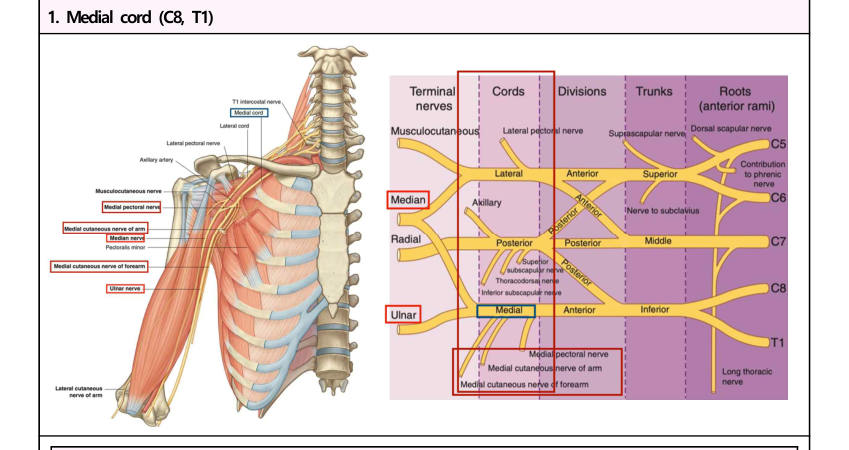 1. Medial cord (C8, T1)
T1 intercostal nerve
Medial cord
Lateral cord
Lateral pectoral nerve
Axillary artery
Musculocutaneous nerve
Medial pectoral nerve
Medial cutaneous nerve of arm
Median nerve
Pectoralis minor
Medial cutaneous nerve of forearm
Ulnar nerve
Lateral cutaneous
nerve of arm
Terminal
nerves
Cords
Divisions
Trunks
Roots
(anterior rami)
Musculocutaneous
Lateral pectoral nerve
Suprascapular nerve
Dorsal scapular nerve
C5
Contribution
to phrenic
nerve
Lateral
Anterior
Superior
Median
Axillary
Posterior
Anterior
Nerve to subclavius
C6
Radial
Posterior
Posterior
Middle
C7
Superior
subscapular nerve
Thoracodorsal nerve
Inferior subscapular nerve
Posterior
C8
Ulnar
Medial
Anterior
Inferior
T1
Medial pectoral nerve
Medial cutaneous nerve of arm
Medial cutaneous nerve of forearm
Long thoracic
nerve